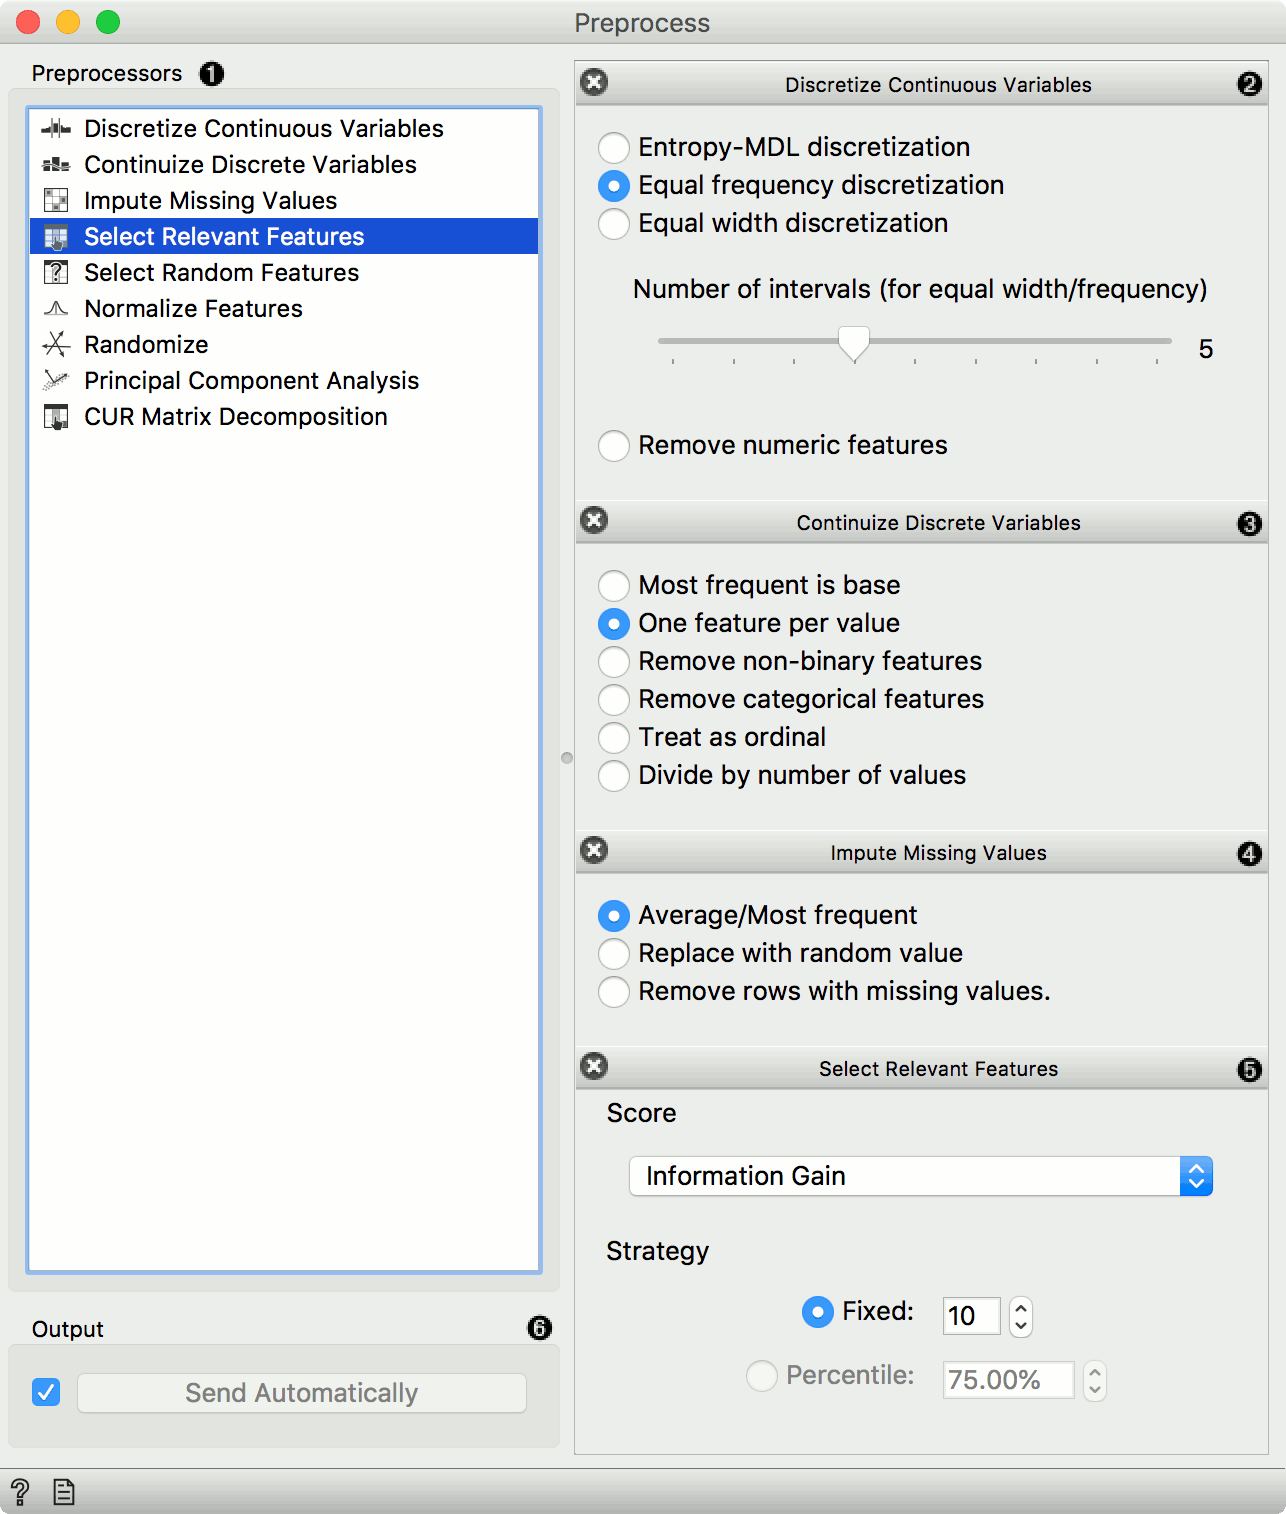 Preprocess
Preprocessors 1
Discretize Continuous Variables
Continuize Discrete Variables
Impute Missing Values
Select Relevant Features
Select Random Features
Normalize Features
Randomize
Principal Component Analysis
CUR Matrix Decomposition
Output 6
Send Automatically
Discretize Continuous Variables 2
Entropy-MDL discretization
Equal frequency discretization
Equal width discretization
Number of intervals (for equal width/frequency)
5
Remove numeric features
Continuize Discrete Variables 3
Most frequent is base
One feature per value
Remove non-binary features
Remove categorical features
Treat as ordinal
Divide by number of values
Impute Missing Values 4
Average/Most frequent
Replace with random value
Remove rows with missing values.
Select Relevant Features 5
Score
Information Gain
Strategy
Fixed: 10
Percentile: 75.00%
?